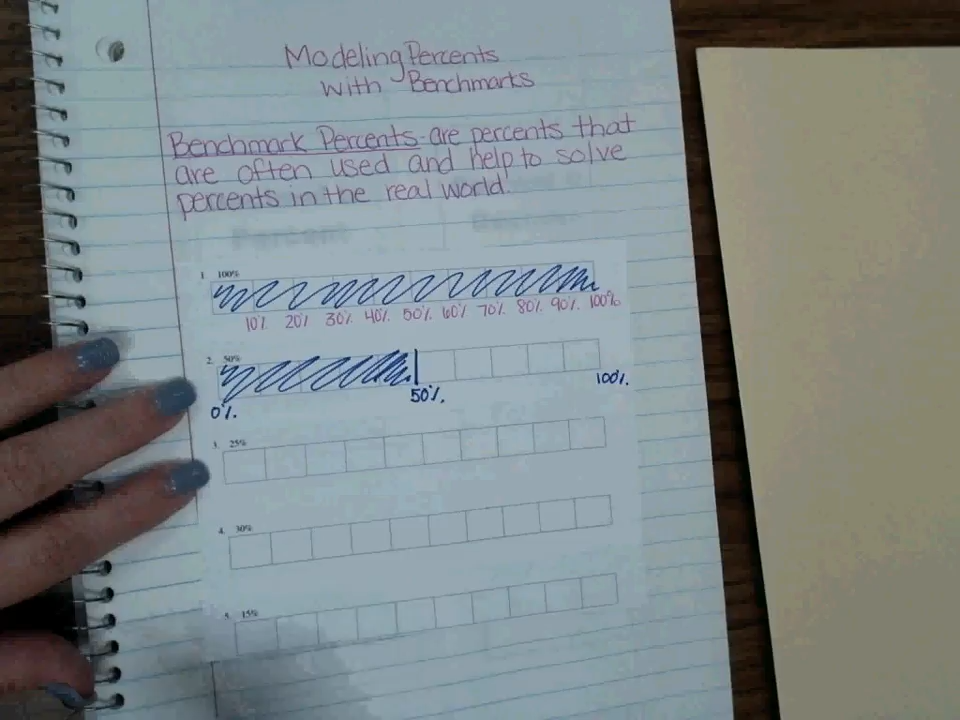 Modeling Percents
with Benchmarks
Benchmark Percents - are percents that
are often used and help to solve
percents in the real world.
1. 100%
10% 20% 30% 40% 50% 60% 70% 80% 90% 100%
2. 50%
0% 50% 100%
3. 25%
4. 30%
5. 15%